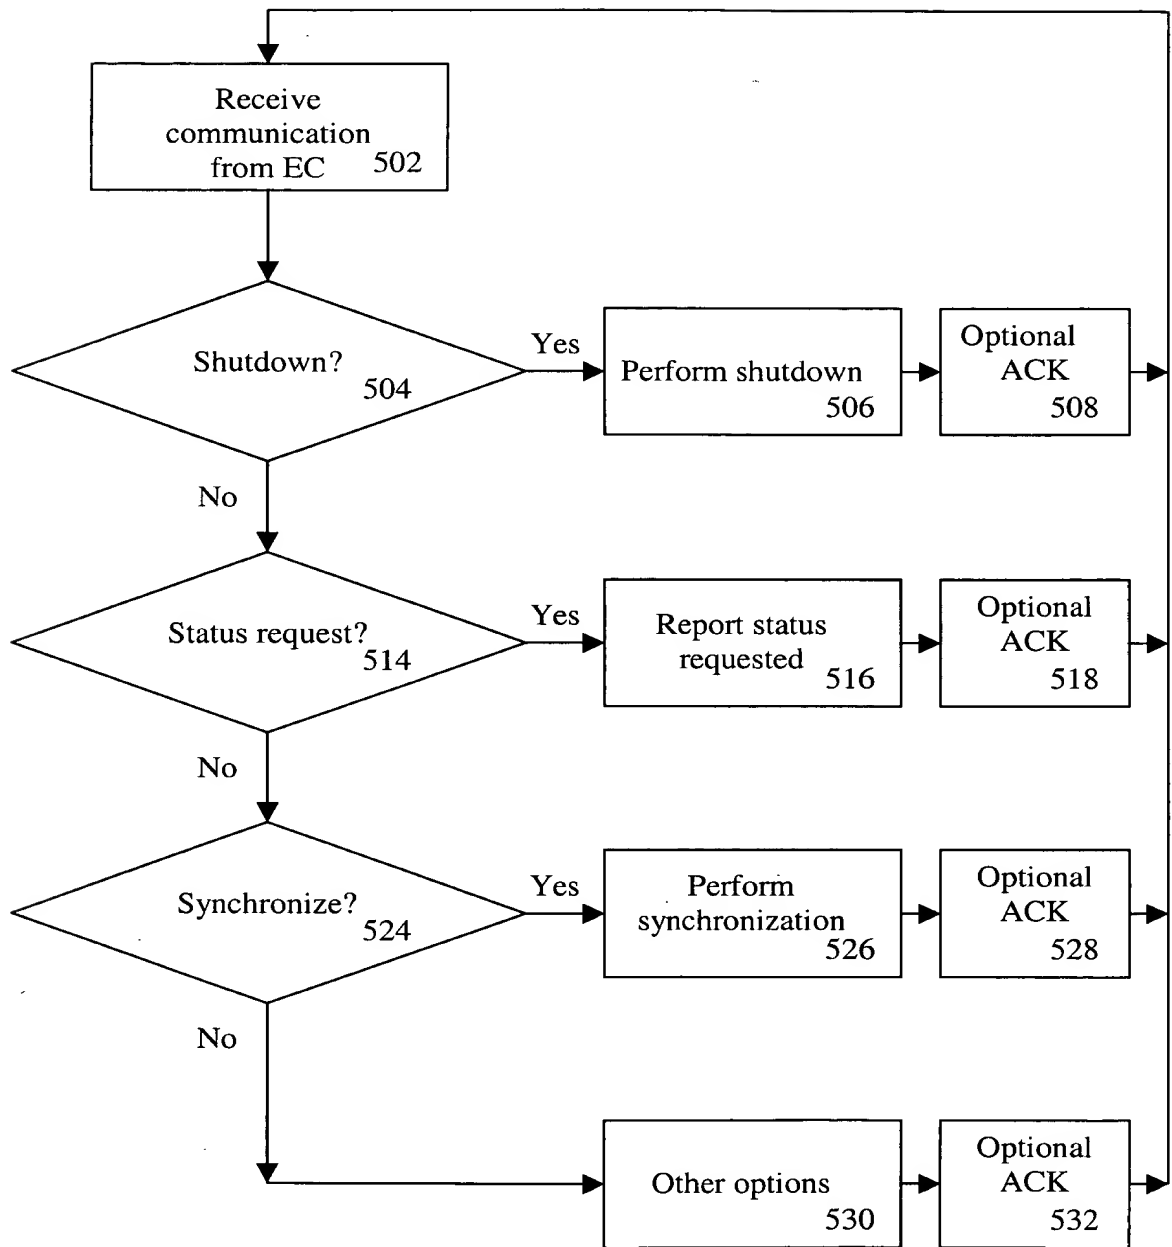 Receive
communication
from EC
502
Shutdown?
504
Yes
Perform shutdown
506
Optional
ACK
508
No
Status request?
514
Yes
Report status
requested
516
Optional
ACK
518
No
Synchronize?
524
Yes
Perform
synchronization
526
Optional
ACK
528
No
Other options
530
Optional
ACK
532